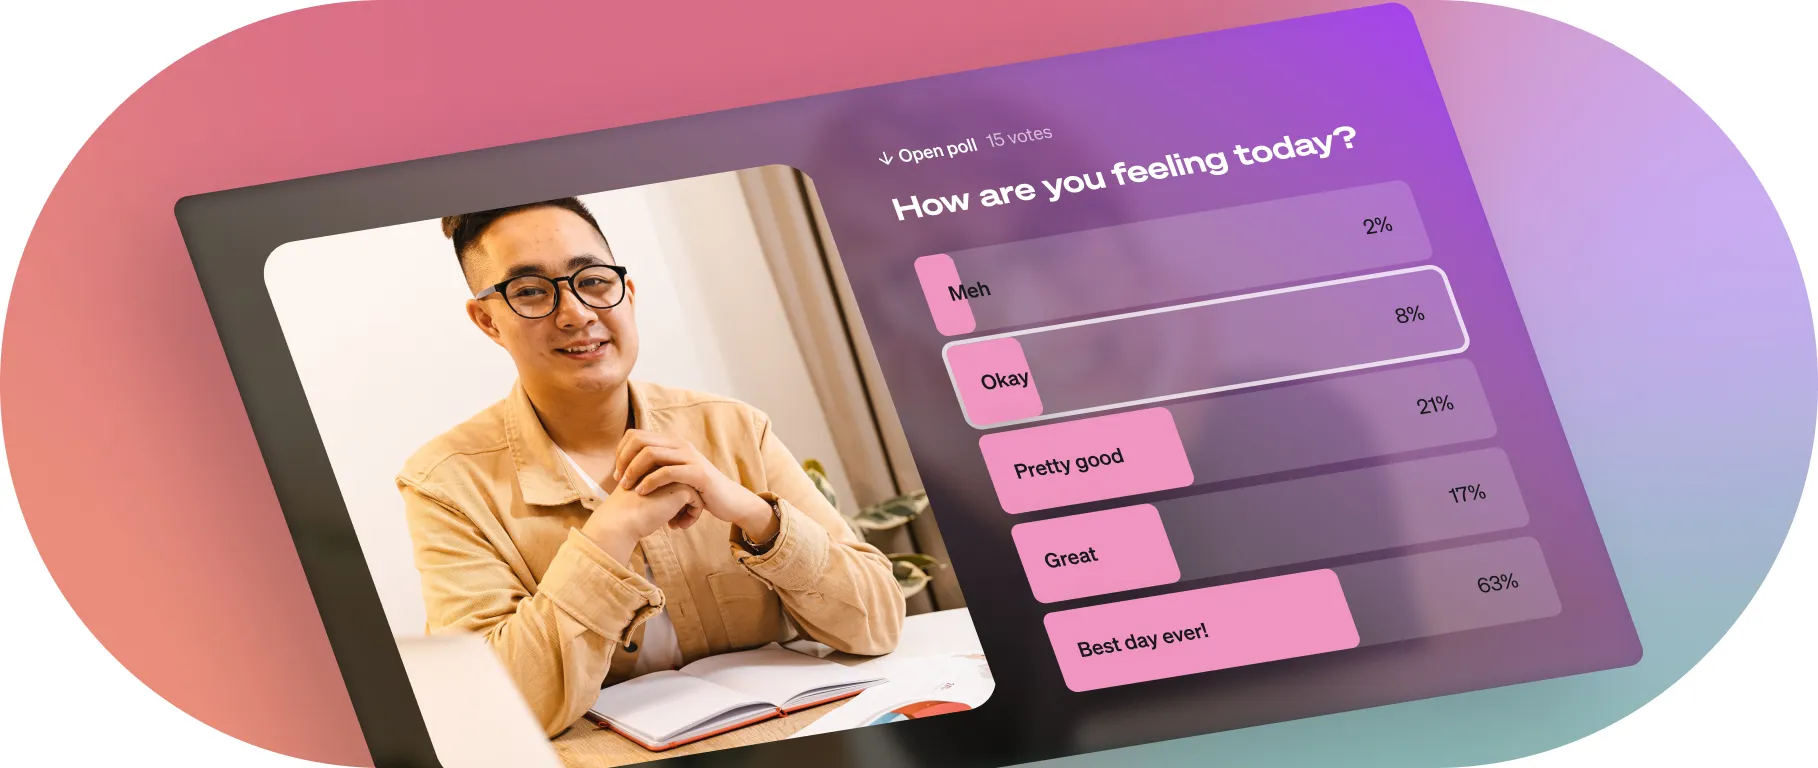 ↓ Open poll 15 votes
How are you feeling today?
Meh 2%
Okay 8%
Pretty good 21%
Great 17%
Best day ever! 63%